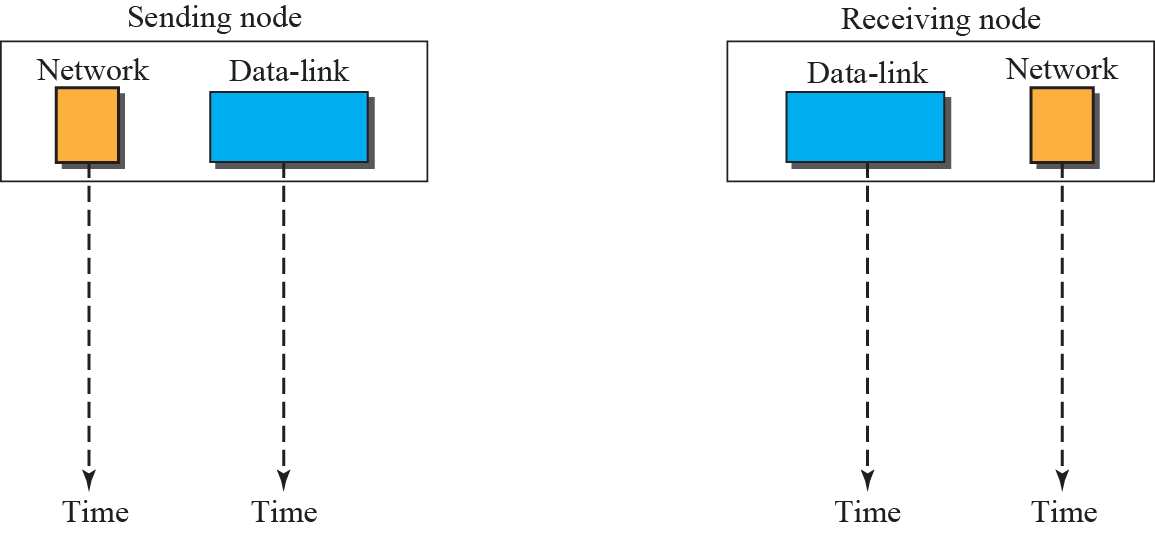 Sending node
Receiving node
Network
Data-link
Data-link
Network
Time
Time
Time
Time